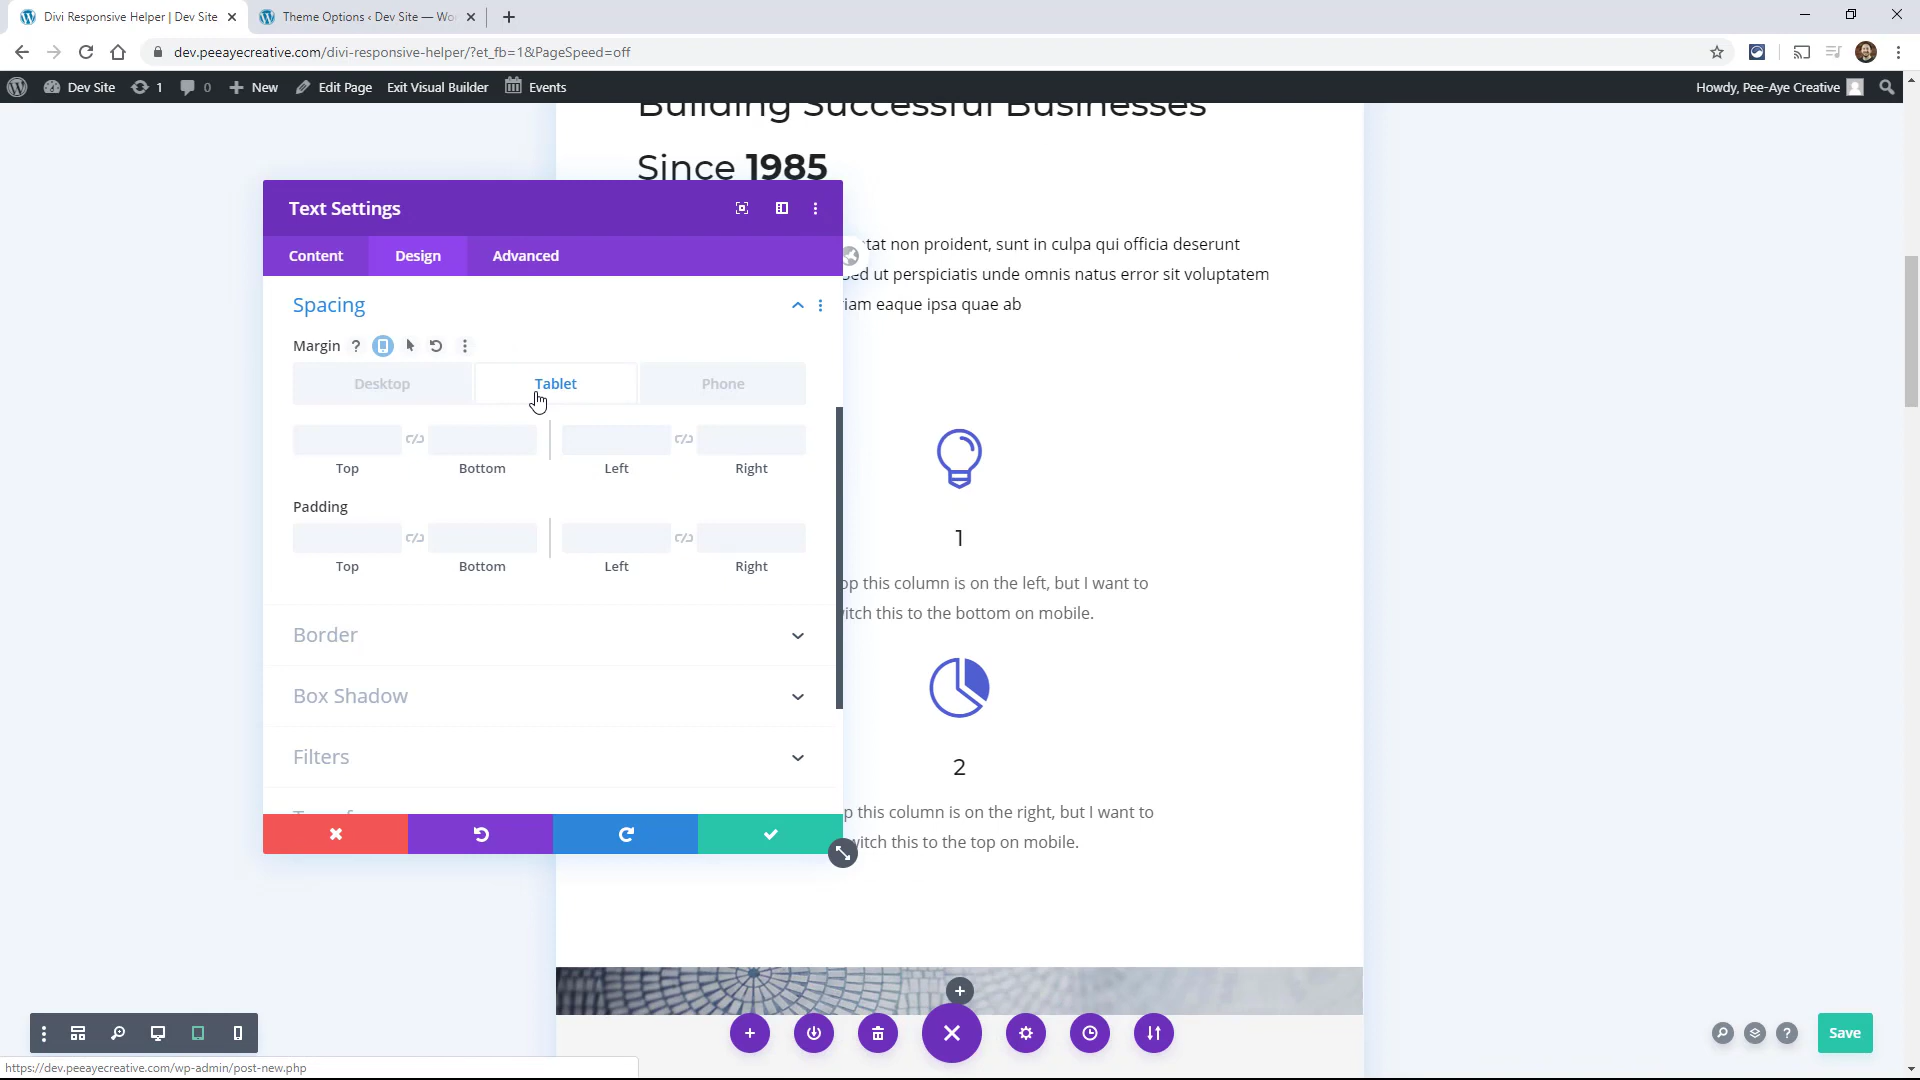 Divi Responsive Helper | Dev Site
Theme Options ‹ Dev Site — Wor
dev.peeayecreative.com/divi-responsive-helper/?et_fb=1&PageSpeed=off
Dev Site 1 0 New Edit Page Exit Visual Builder Events Howdy, Pee-Aye Creative
Building Successful Businesses
Since 1985
tat non proident, sunt in culpa qui officia deserunt
sed ut perspiciatis unde omnis natus error sit voluptatem
iam eaque ipsa quae ab
Text Settings
Content Design Advanced
Spacing
Margin ?
Desktop Tablet Phone
Top Bottom Left Right
Padding
Top Bottom Left Right
Border
Box Shadow
Filters
1
op this column is on the left, but I want to
itch this to the bottom on mobile.
2
p this column is on the right, but I want to
witch this to the top on mobile.
? Save
https://dev.peeayecreative.com/wp-admin/post-new.php